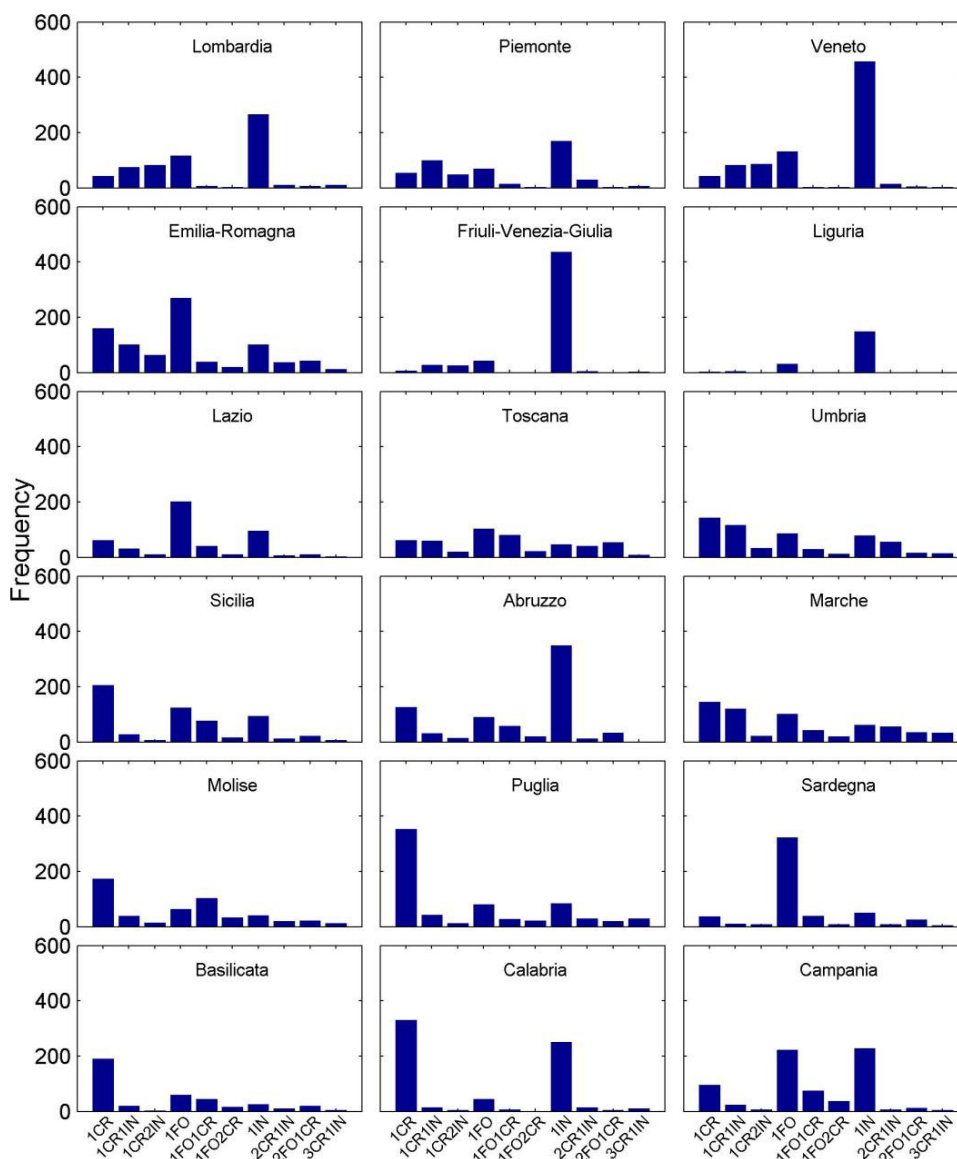 600
400
200
0
Lombardia
Piemonte
Veneto
600
400
200
0
Emilia-Romagna
Friuli-Venezia-Giulia
Liguria
600
400
200
0
Lazio
Toscana
Umbria
Frequency
600
400
200
0
Sicilia
Abruzzo
Marche
600
400
200
0
Molise
Puglia
Sardegna
600
400
200
0
Basilicata
Calabria
Campania
1CR 1CR1IN 1CR2IN 1FO 1FO1CR 1FO2CR 1IN 2CR1IN 2FO1CR 3CR1IN
1CR 1CR1IN 1CR2IN 1FO 1FO1CR 1FO2CR 1IN 2CR1IN 2FO1CR 3CR1IN
1CR 1CR1IN 1CR2IN 1FO 1FO1CR 1FO2CR 1IN 2CR1IN 2FO1CR 3CR1IN